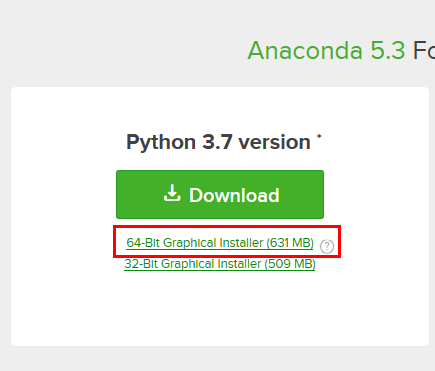 Anaconda 5.3 Fo
Python 3.7 version *
Download
64-Bit Graphical Installer (631 MB) ?
32-Bit Graphical Installer (509 MB)